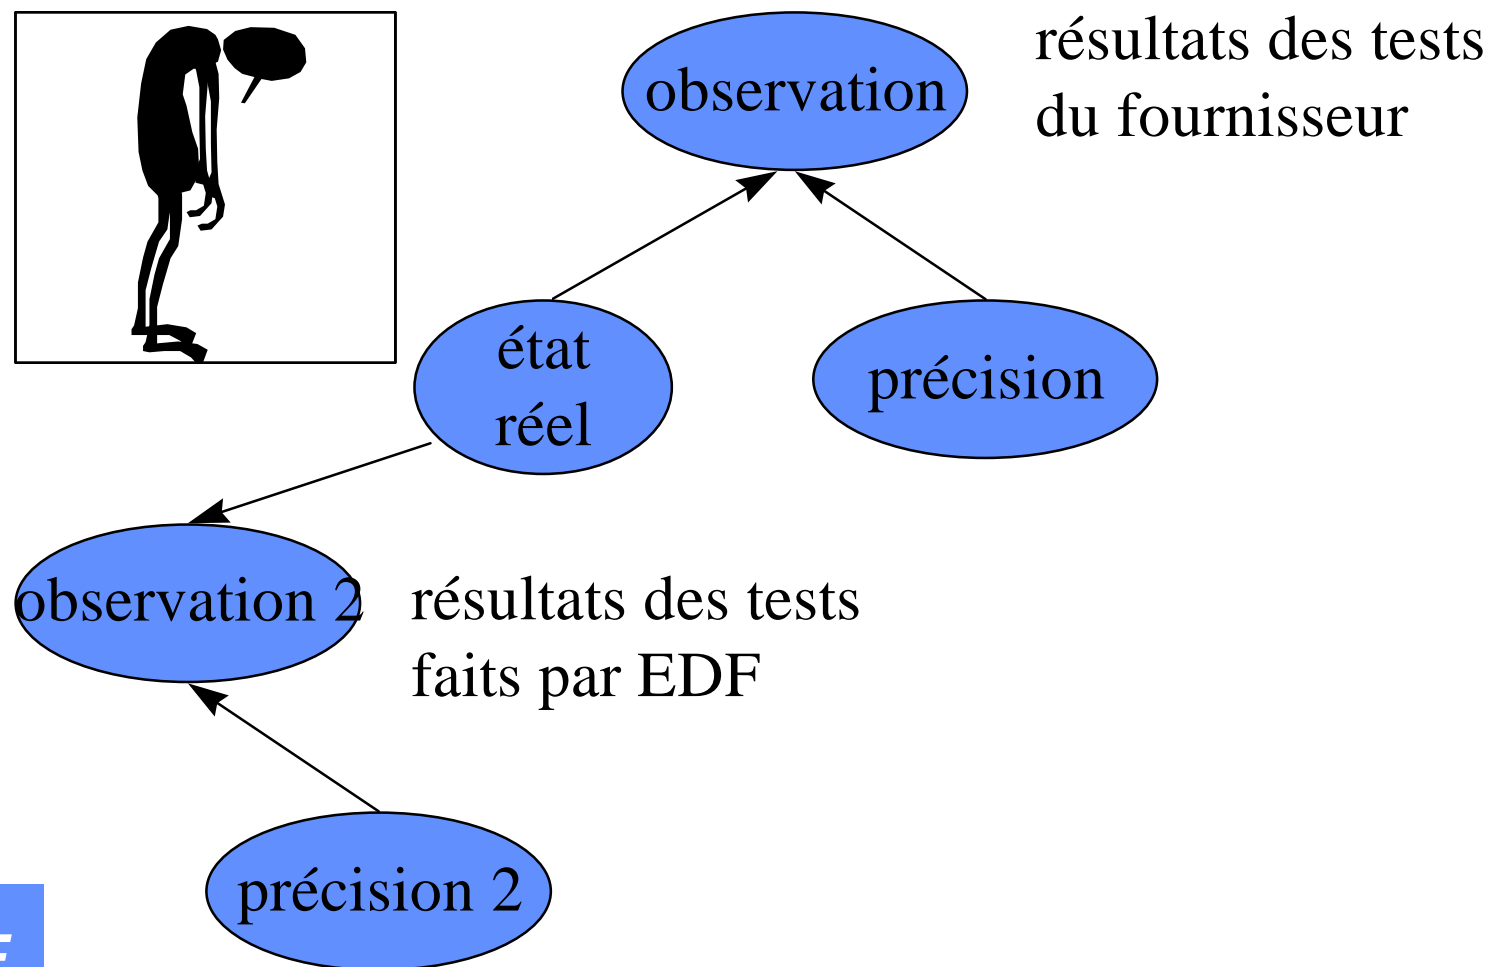 observation
résultats des tests
du fournisseur
état
réel
précision
observation 2
résultats des tests
faits par EDF
précision 2